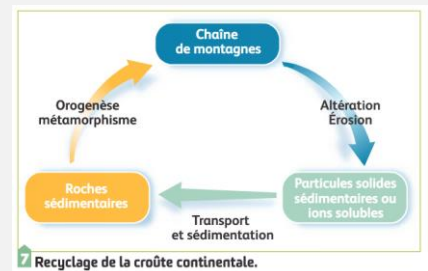 Chaîne
de montagnes
Orogenèse
métamorphisme
Altération
Érosion
Roches
sédimentaires
Particules solides
sédimentaires ou
ions solubles
Transport
et sédimentation
7 Recyclage de la croûte continentale.